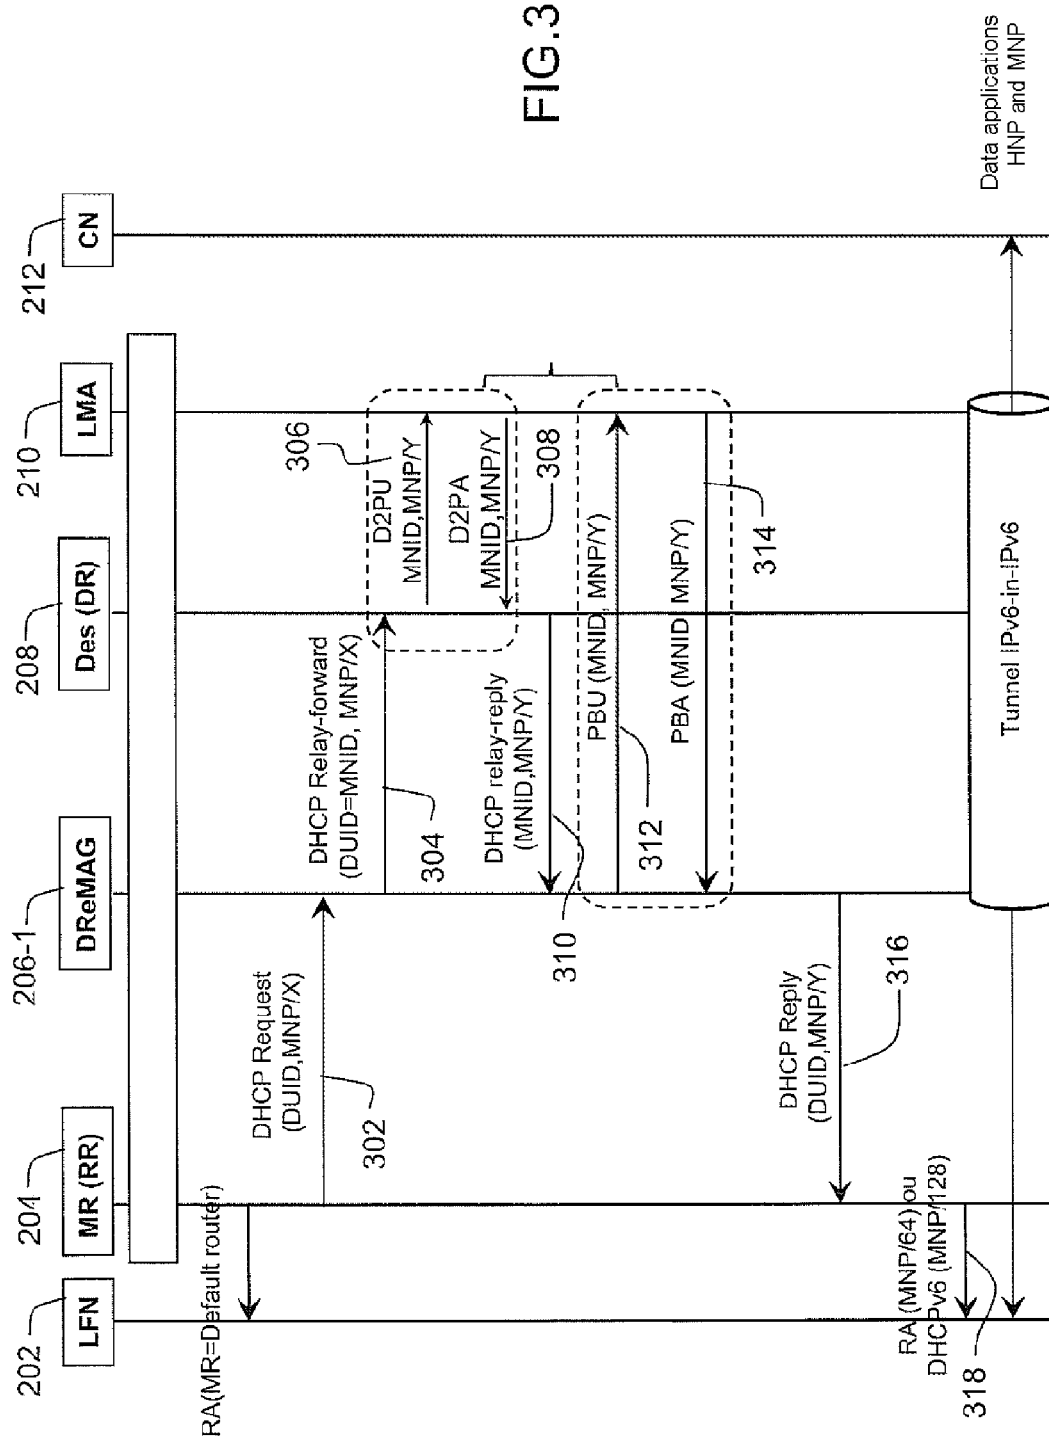 FIG.3
202
LFN
204
MR (RR)
206-1
DReMAG
208
Des (DR)
210
LMA
212
CN
RA(MR=Default router)
DHCP Request
(DUID,MNP/X)
302
DHCP Relay-forward
(DUID=MNID, MNP/X)
304
D2PU
MNID,MNP/Y
306
D2PA
MNID,MNP/Y
308
DHCP relay-reply
(MNID,MNP/Y)
310
PBU (MNID, MNP/Y)
312
PBA (MNID, MNP/Y)
314
DHCP Reply
(DUID,MNP/Y)
316
RA (MNP/64) ou
DHCPv6 (MNP/128)
318
Tunnel IPv6-in-IPv6
Data applications
HNP and MNP